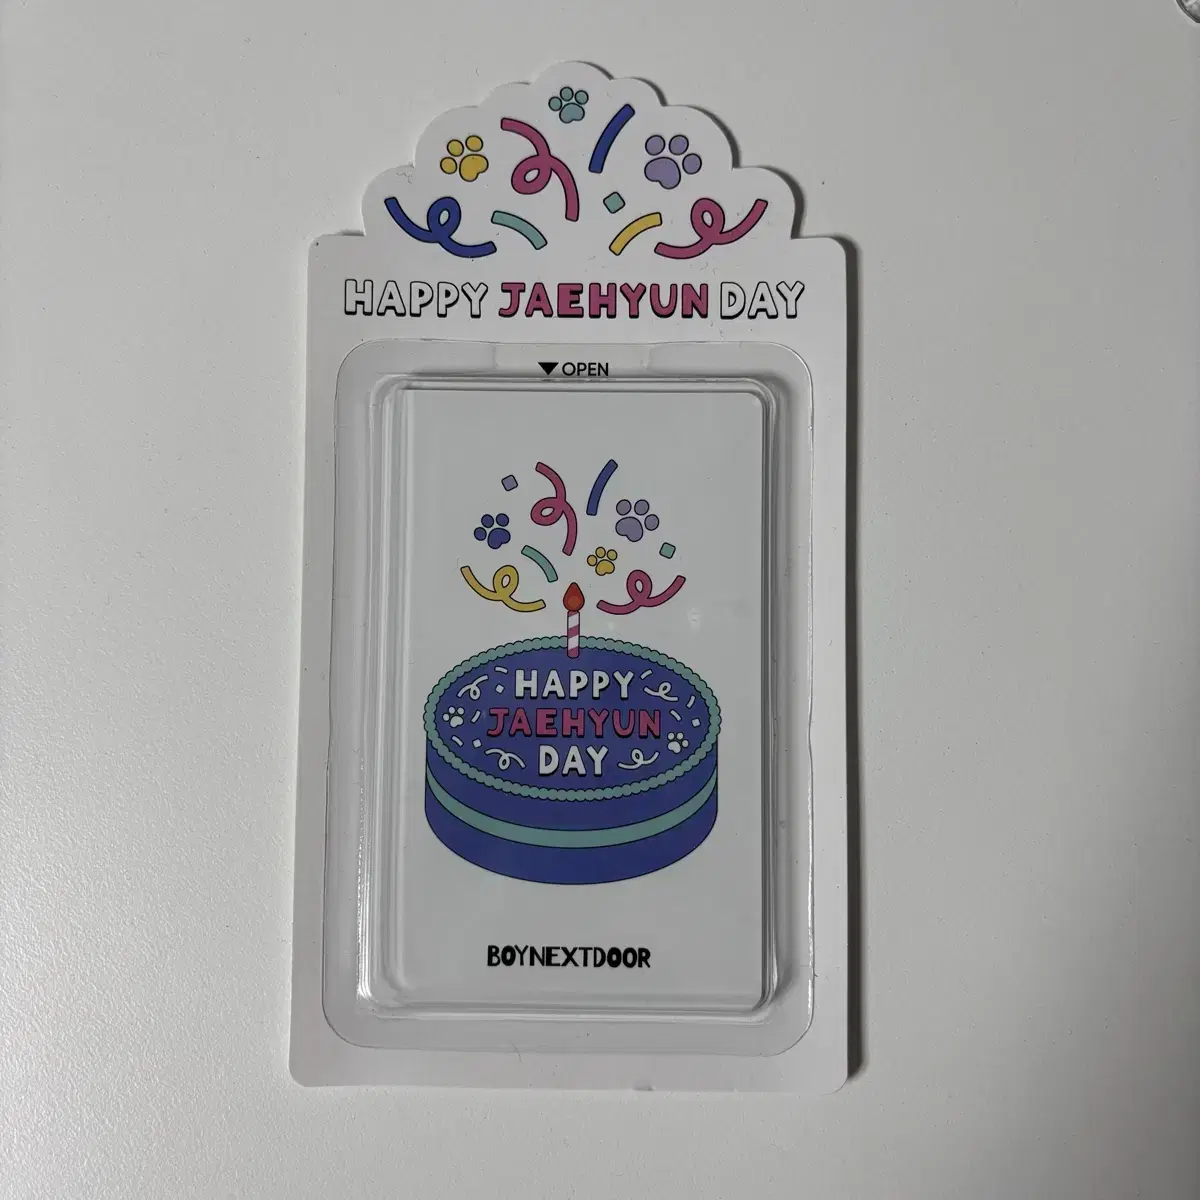 HAPPY JAEHYUN DAY
▼ OPEN
HAPPY
JAEHYUN
DAY
BOYNEXTDOOR